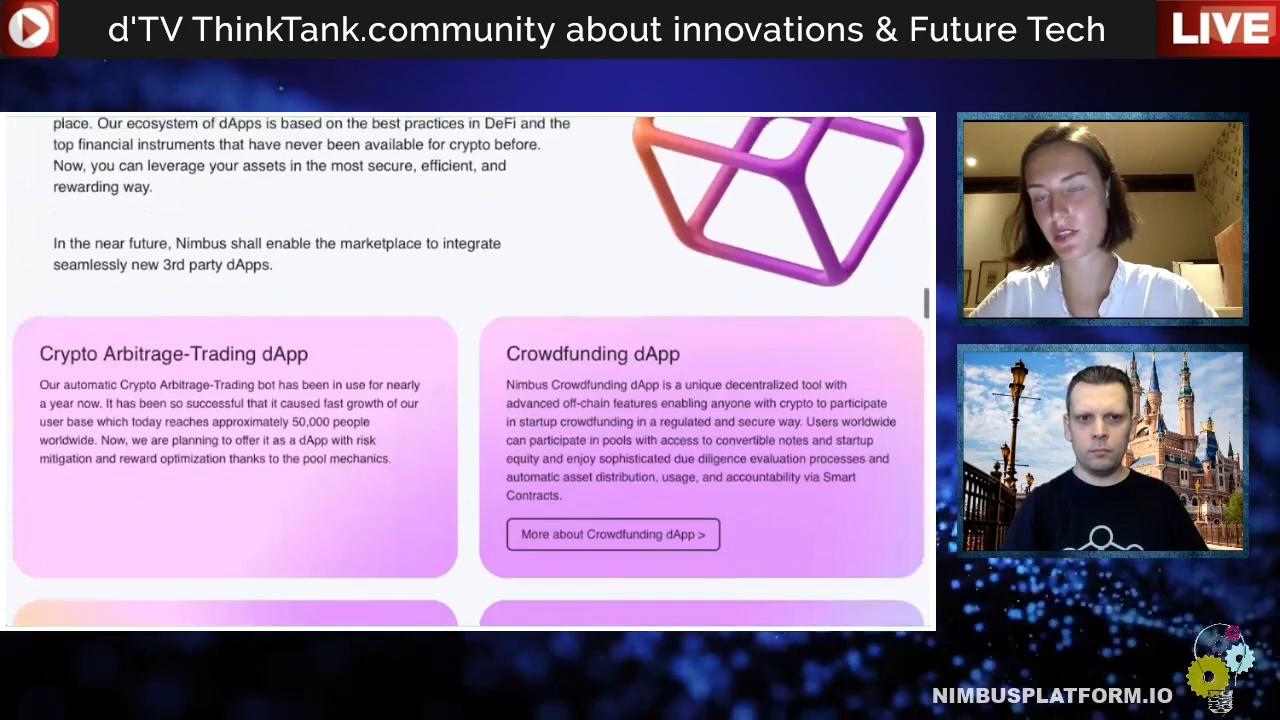 d'TV ThinkTank.community about innovations & Future Tech
LIVE
place. Our ecosystem of dApps is based on the best practices in DeFi and the
top financial instruments that have never been available for crypto before.
Now, you can leverage your assets in the most secure, efficient, and
rewarding way.
In the near future, Nimbus shall enable the marketplace to integrate
seamlessly new 3rd party dApps.
Crypto Arbitrage-Trading dApp
Our automatic Crypto Arbitrage-Trading bot has been in use for nearly
a year now. It has been so successful that it caused fast growth of our
user base which today reaches approximately 50,000 people
worldwide. Now, we are planning to offer it as a dApp with risk
mitigation and reward optimization thanks to the pool mechanics.
Crowdfunding dApp
Nimbus Crowdfunding dApp is a unique decentralized tool with
advanced off-chain features enabling anyone with crypto to participate
in startup crowdfunding in a regulated and secure way. Users worldwide
can participate in pools with access to convertible notes and startup
equity and enjoy sophisticated due diligence evaluation processes and
automatic asset distribution, usage, and accountability via Smart
Contracts.
More about Crowdfunding dApp >
NIMBUSPLATFORM.IO